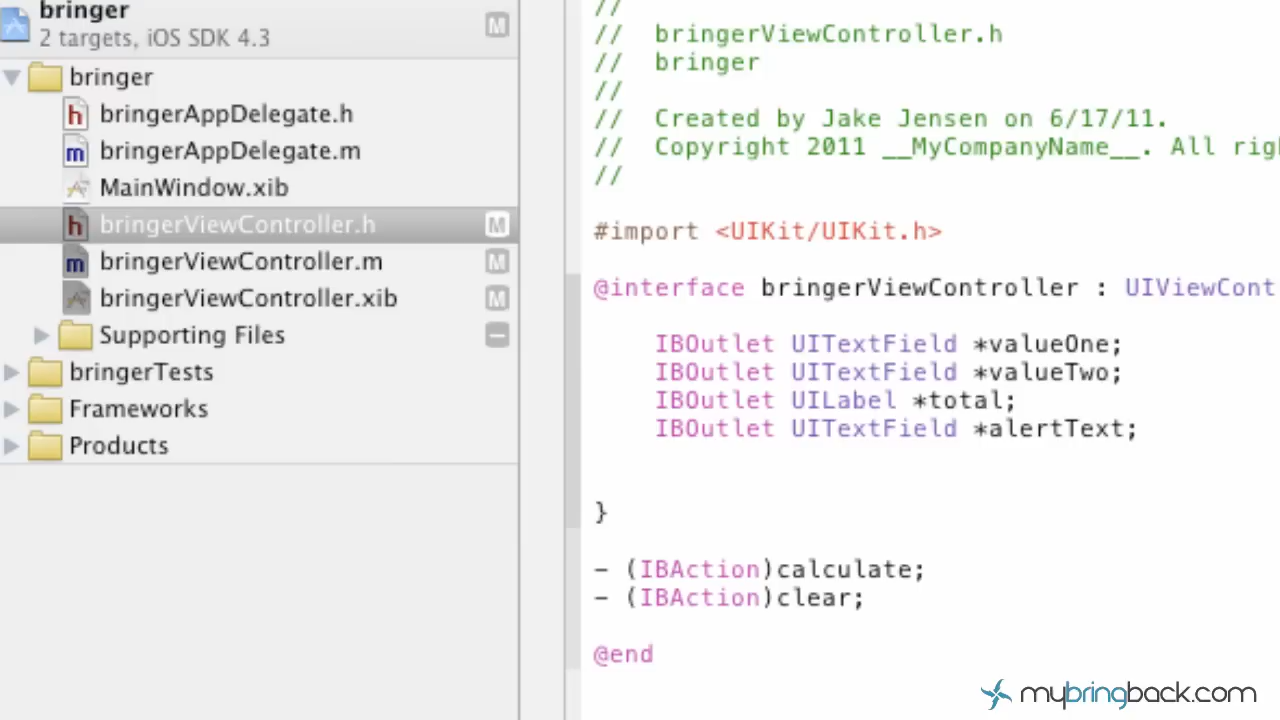 bringer
2 targets, iOS SDK 4.3
M
bringer
h bringerAppDelegate.h
m bringerAppDelegate.m
MainWindow.xib
h bringerViewController.h M
m bringerViewController.m M
bringerViewController.xib M
Supporting Files
bringerTests
Frameworks
Products
//
// bringerViewController.h
// bringer
//
// Created by Jake Jensen on 6/17/11.
// Copyright 2011 __MyCompanyName__. All righ
//
#import <UIKit/UIKit.h>
@interface bringerViewController : UIViewCont
IBOutlet UITextField *valueOne;
IBOutlet UITextField *valueTwo;
IBOutlet UILabel *total;
IBOutlet UITextField *alertText;
}
- (IBAction)calculate;
- (IBAction)clear;
@end
mybringback.com